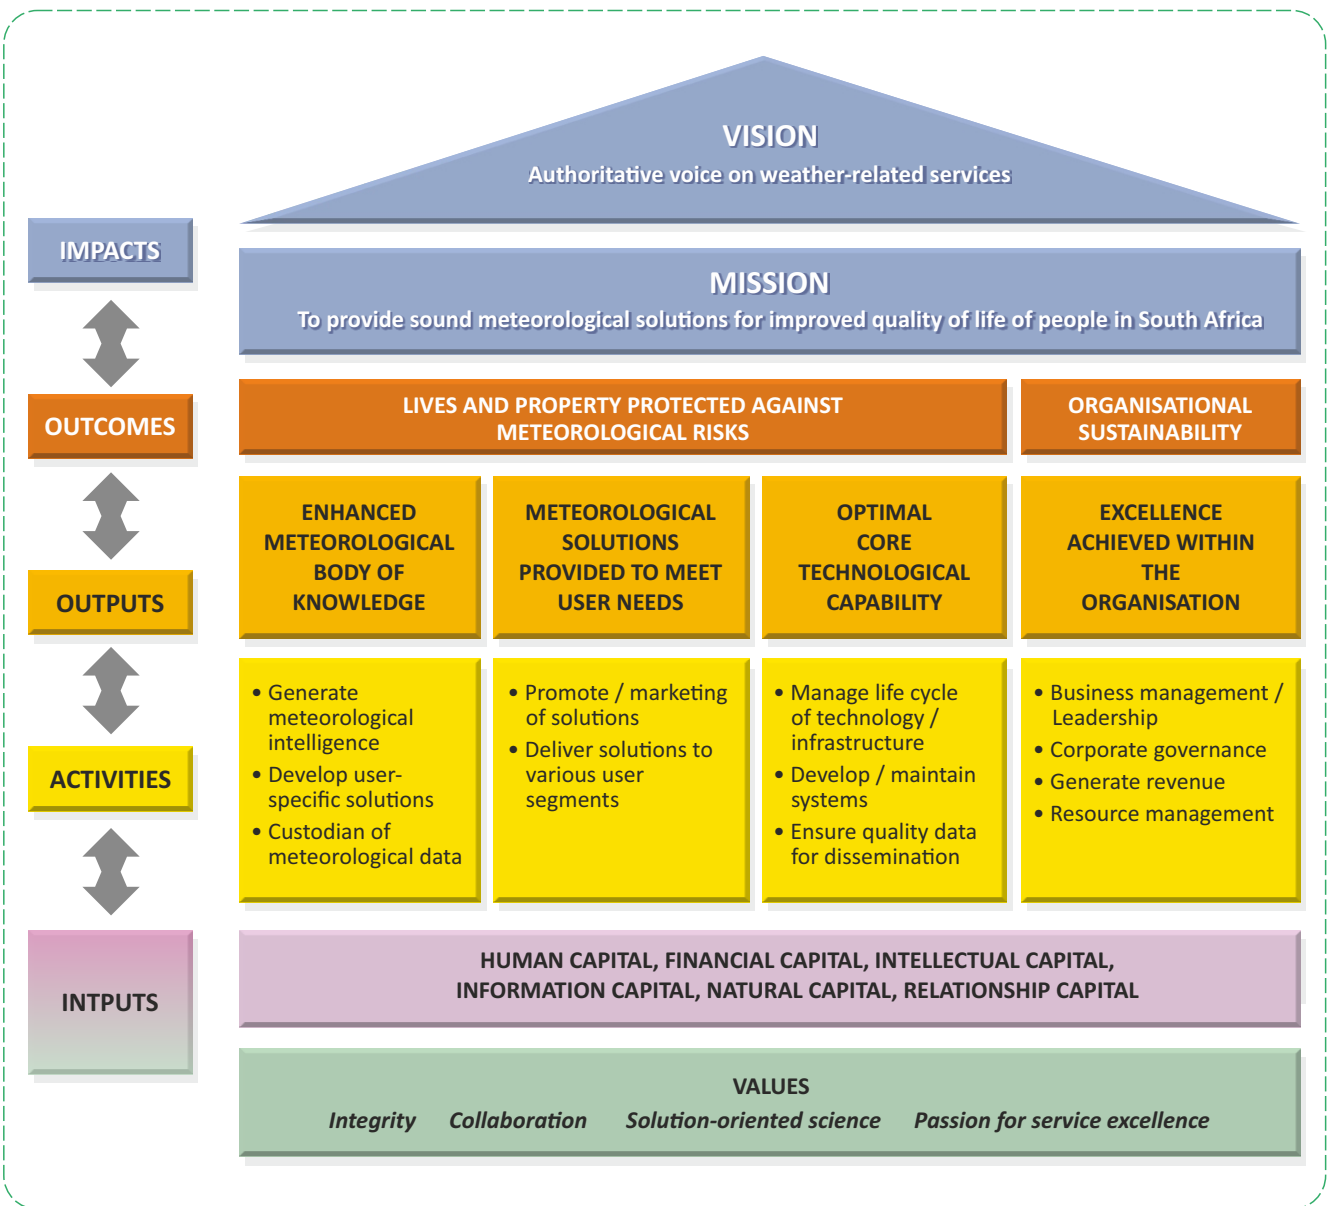 VISION
Authoritative voice on weather-related services
IMPACTS
MISSION
To provide sound meteorological solutions for improved quality of life of people in South Africa
OUTCOMES
LIVES AND PROPERTY PROTECTED AGAINST
METEOROLOGICAL RISKS
ORGANISATIONAL
SUSTAINABILITY
OUTPUTS
ENHANCED
METEOROLOGICAL
BODY OF
KNOWLEDGE
METEOROLOGICAL
SOLUTIONS
PROVIDED TO MEET
USER NEEDS
OPTIMAL
CORE
TECHNOLOGICAL
CAPABILITY
EXCELLENCE
ACHIEVED WITHIN
THE
ORGANISATION
ACTIVITIES
• Generate
meteorological
intelligence
• Develop user-
specific solutions
• Custodian of
meteorological data
• Promote / marketing
of solutions
• Deliver solutions to
various user
segments
• Manage life cycle
of technology /
infrastructure
• Develop / maintain
systems
• Ensure quality data
for dissemination
• Business management /
Leadership
• Corporate governance
• Generate revenue
• Resource management
INTPUTS
HUMAN CAPITAL, FINANCIAL CAPITAL, INTELLECTUAL CAPITAL,
INFORMATION CAPITAL, NATURAL CAPITAL, RELATIONSHIP CAPITAL
VALUES
Integrity Collaboration Solution-oriented science Passion for service excellence